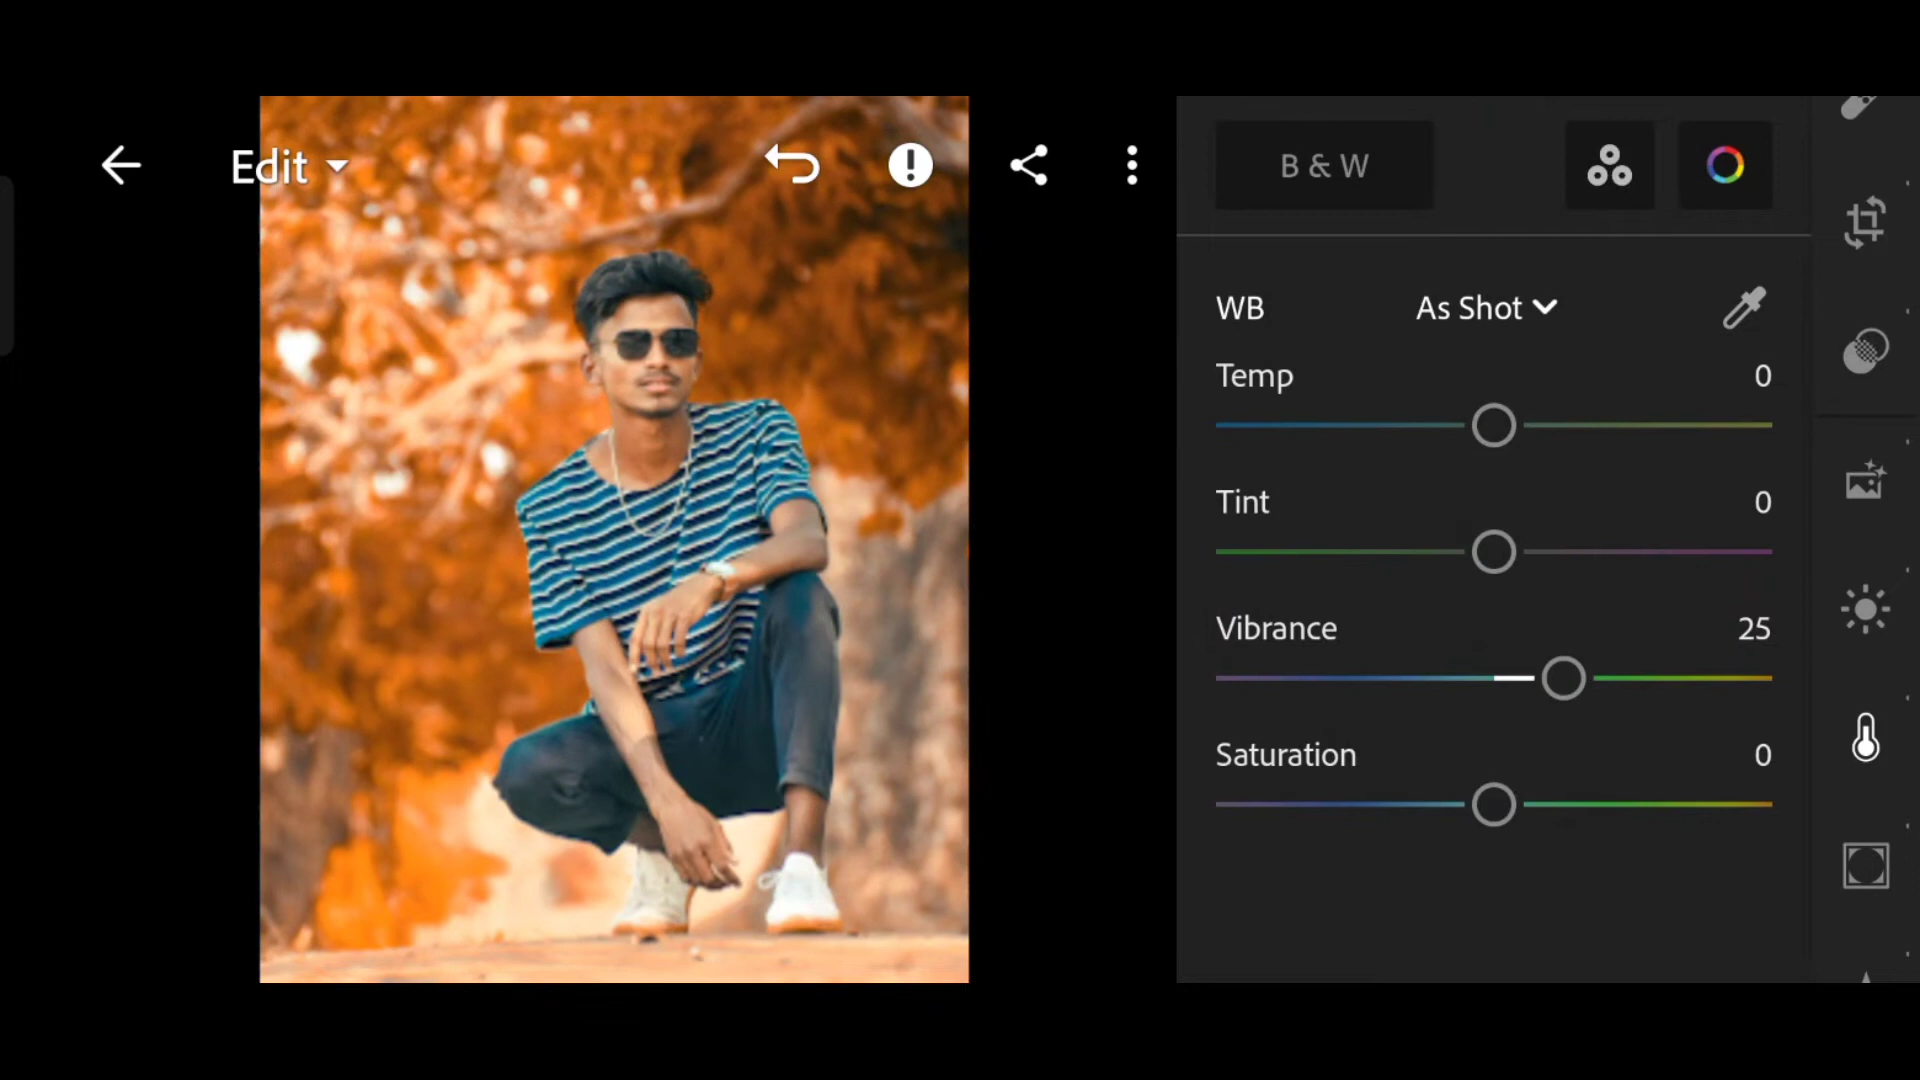 Edit
B & W
WB As Shot
Temp 0
Tint 0
Vibrance 25
Saturation 0